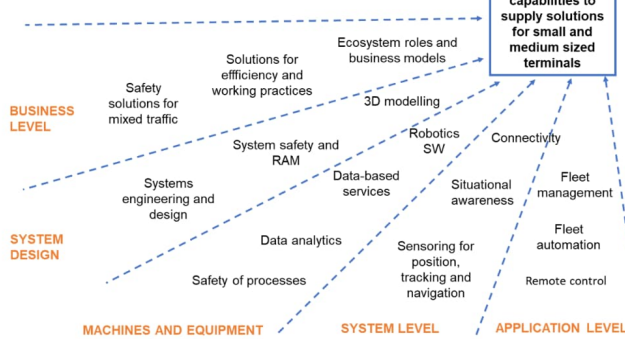 capabilities to
supply solutions
for small and
medium sized
terminals
Ecosystem roles and
business models
Solutions for
effficiency and
working practices
Safety
solutions for
mixed traffic
BUSINESS
LEVEL
3D modelling
Robotics
SW
Connectivity
System safety and
RAM
Data-based
services
Systems
engineering and
design
Situational
awareness
Fleet
management
SYSTEM
DESIGN
Data analytics
Fleet
automation
Sensoring for
position,
tracking and
navigation
Safety of processes
Remote control
MACHINES AND EQUIPMENT
SYSTEM LEVEL
APPLICATION LEVEL